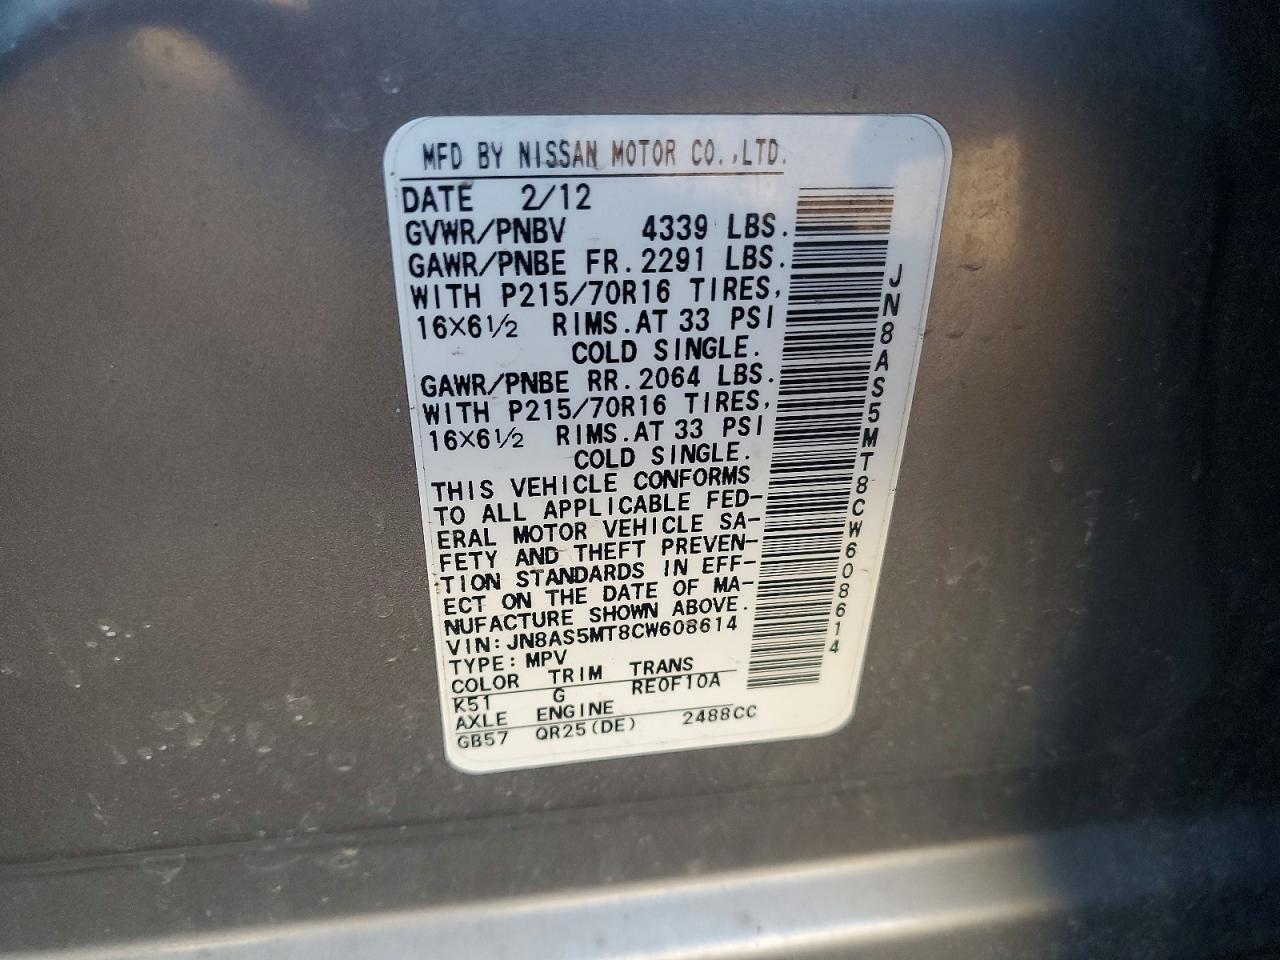 MFD BY NISSAN MOTOR CO.,LTD.
DATE 2/12
GVWR/PNBV 4339 LBS.
GAWR/PNBE FR. 2291 LBS.
WITH P215/70R16 TIRES,
16×6½ RIMS. AT 33 PSI
COLD SINGLE.
GAWR/PNBE RR. 2064 LBS.
WITH P215/70R16 TIRES,
16×6½ RIMS. AT 33 PSI
COLD SINGLE.
THIS VEHICLE CONFORMS
TO ALL APPLICABLE FED-
ERAL MOTOR VEHICLE SA-
FETY AND THEFT PREVEN-
TION STANDARDS IN EFF-
ECT ON THE DATE OF MA-
NUFACTURE SHOWN ABOVE.
VIN: JN8AS5MT8CW608614
TYPE: MPV
COLOR TRIM TRANS
K51 G RE0F10A
AXLE ENGINE
GB57 QR25(DE) 2488CC
JN8AS5MT8CW608614